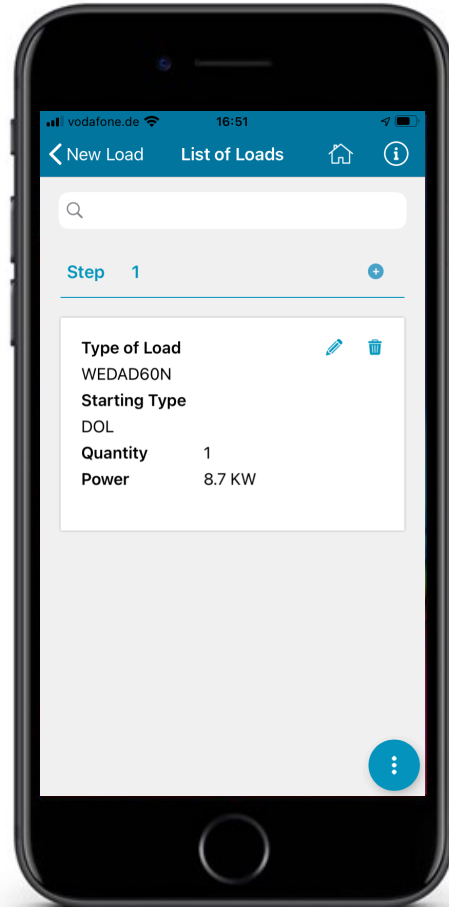 vodafone.de
16:51
New Load
List of Loads
Step 1
Type of Load
WEDAD60N
Starting Type
DOL
Quantity 1
Power 8.7 KW